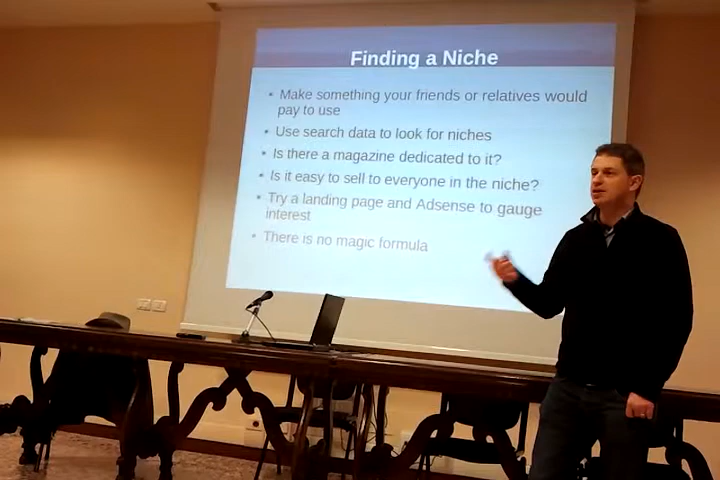 Finding a Niche
• Make something your friends or relatives would
pay to use
• Use search data to look for niches
• Is there a magazine dedicated to it?
• Is it easy to sell to everyone in the niche?
• Try a landing page and Adsense to gauge
interest
• There is no magic formula